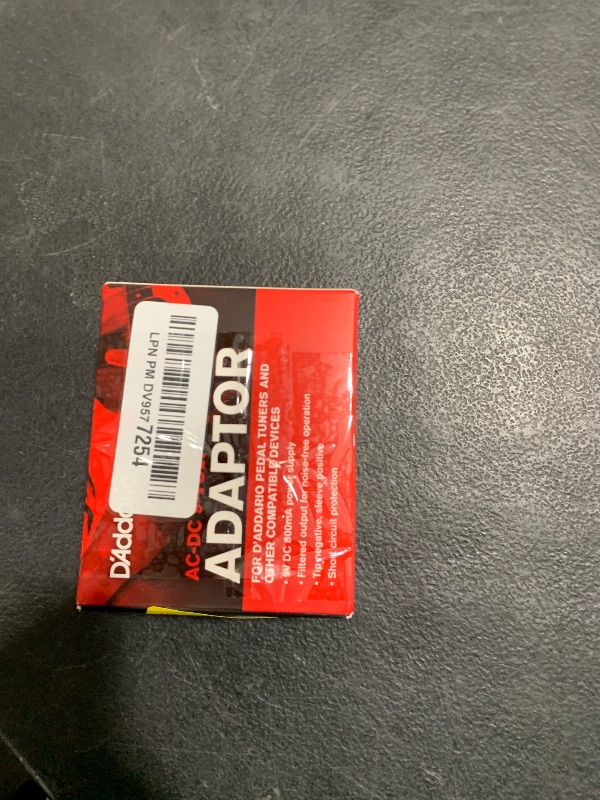 D'Addario
AC-DC
ADAPTOR
FOR D'ADDARIO PEDAL TUNERS AND
OTHER COMPATIBLE DEVICES
• 9V DC 800mA power supply
• Filtered output for noise-free operation
• Tip negative, sleeve positive
• Short circuit protection
LPN PM DV957 7254